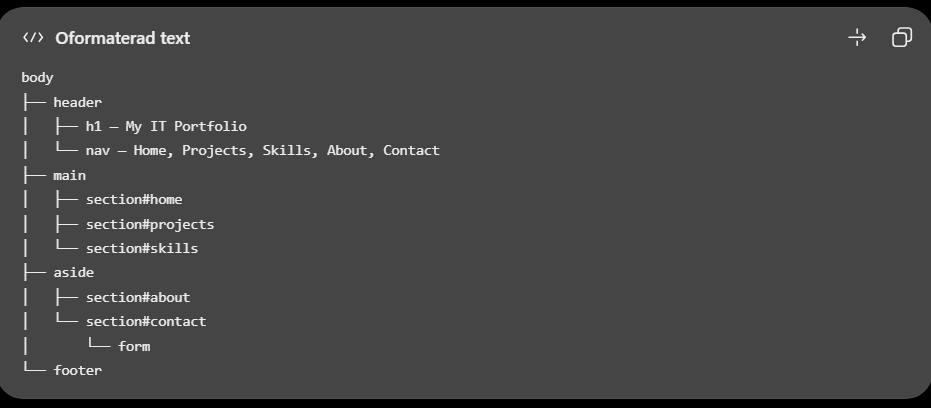 </> Oformaterad text
body
├── header
│   ├── h1 – My IT Portfolio
│   └── nav – Home, Projects, Skills, About, Contact
├── main
│   ├── section#home
│   ├── section#projects
│   └── section#skills
├── aside
│   ├── section#about
│   └── section#contact
│       └── form
└── footer